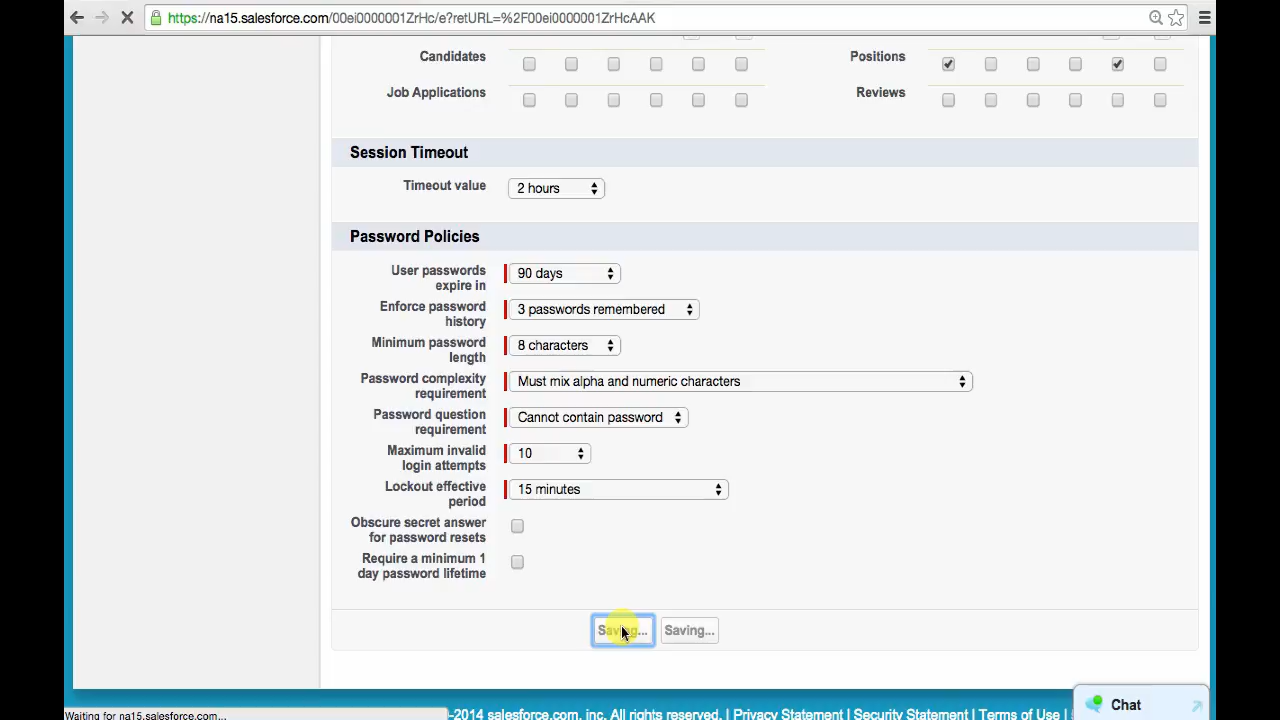 https://na15.salesforce.com/00ei0000001ZrHc/e?retURL=%2F00ei0000001ZrHcAAK
Candidates
Positions
Job Applications
Reviews
Session Timeout
Timeout value
2 hours
Password Policies
User passwords
expire in
90 days
Enforce password
history
3 passwords remembered
Minimum password
length
8 characters
Password complexity
requirement
Must mix alpha and numeric characters
Password question
requirement
Cannot contain password
Maximum invalid
login attempts
10
Lockout effective
period
15 minutes
Obscure secret answer
for password resets
Require a minimum 1
day password lifetime
Saving...
Saving...
Waiting for na15.salesforce.com...
-2014 salesforce.com, inc. All rights reserved. | Privacy Statement | Security Statement | Terms of Use |
Chat